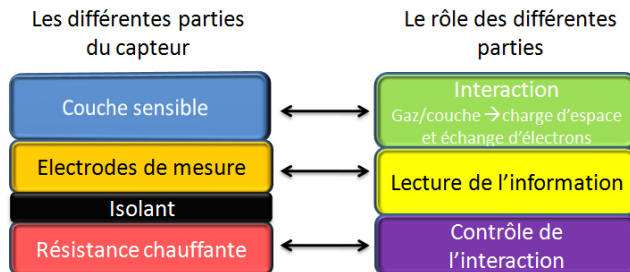 Les différentes parties
du capteur
Couche sensible
Electrodes de mesure
Isolant
Résistance chauffante
Le rôle des différentes
parties
Interaction
Gaz/couche → charge d'espace
et échange d'électrons
Lecture de l'information
Contrôle de
l'interaction